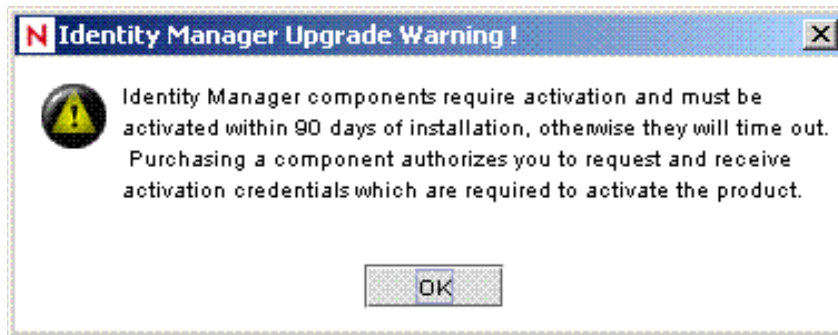 N Identity Manager Upgrade Warning !
Identity Manager components require activation and must be
activated within 90 days of installation, otherwise they will time out.
Purchasing a component authorizes you to request and receive
activation credentials which are required to activate the product.
OK